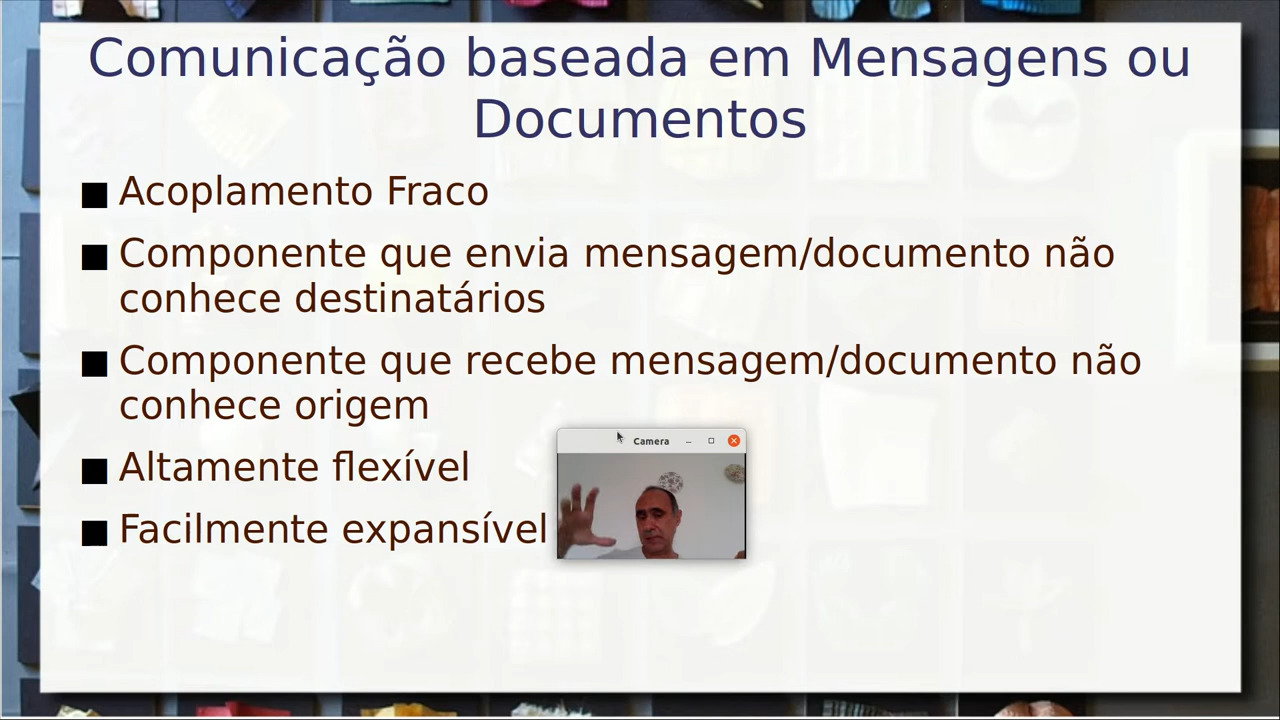 Comunicação baseada em Mensagens ou
Documentos
Acoplamento Fraco
Componente que envia mensagem/documento não
conhece destinatários
Componente que recebe mensagem/documento não
conhece origem
Altamente flexível
Facilmente expansível
Camera